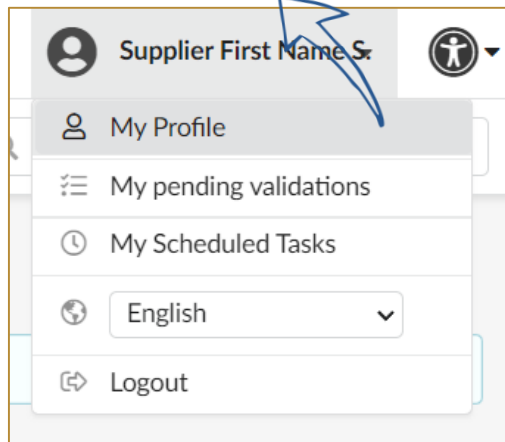 Supplier First Name S.
My Profile
My pending validations
My Scheduled Tasks
English
Logout